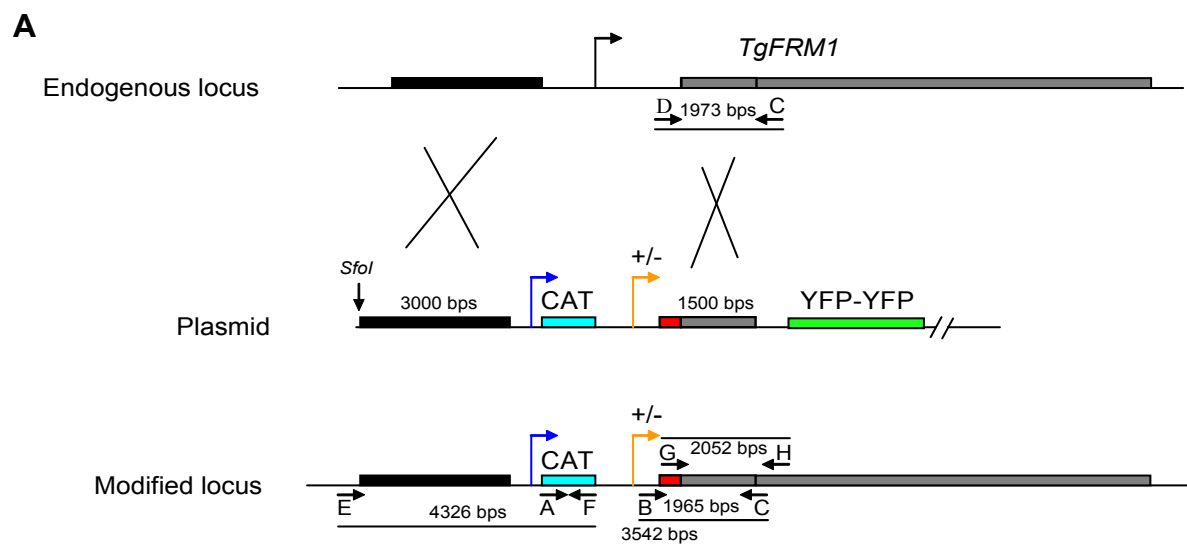 A
TgFRM1
Endogenous locus
D 1973 bps C
+/-
SfoI
3000 bps CAT 1500 bps YFP-YFP
Plasmid
+/-
2052 bps
CAT G H
Modified locus
E A F B 1965 bps C
4326 bps
3542 bps